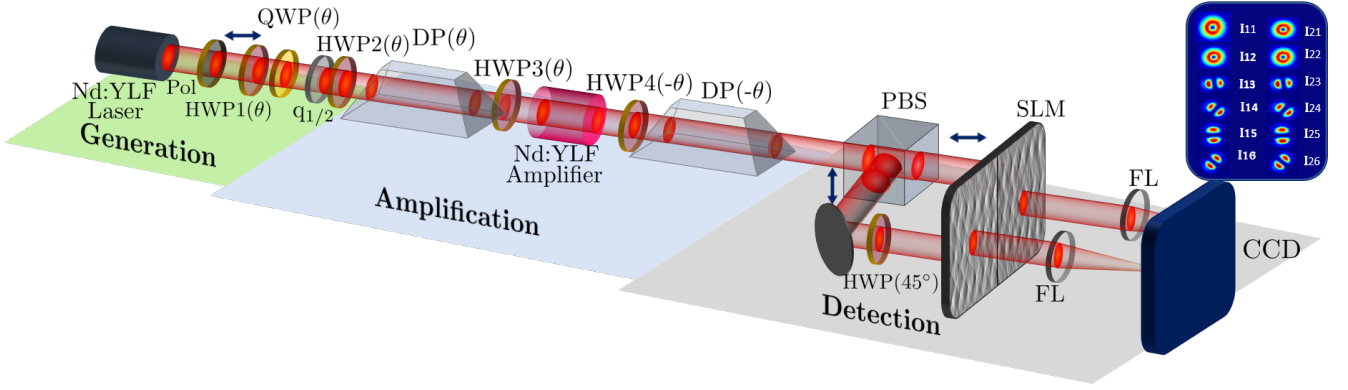 QWP(θ)
HWP2(θ)
DP(θ)
HWP3(θ)
HWP4(-θ)
DP(-θ)
PBS
SLM
Nd:YLF
Laser
Pol
HWP1(θ)
q1/2
Generation
Nd:YLF
Amplifier
Amplification
HWP(45°)
Detection
FL
FL
CCD
I11 I21
I12 I22
I13 I23
I14 I24
I15 I25
I16 I26